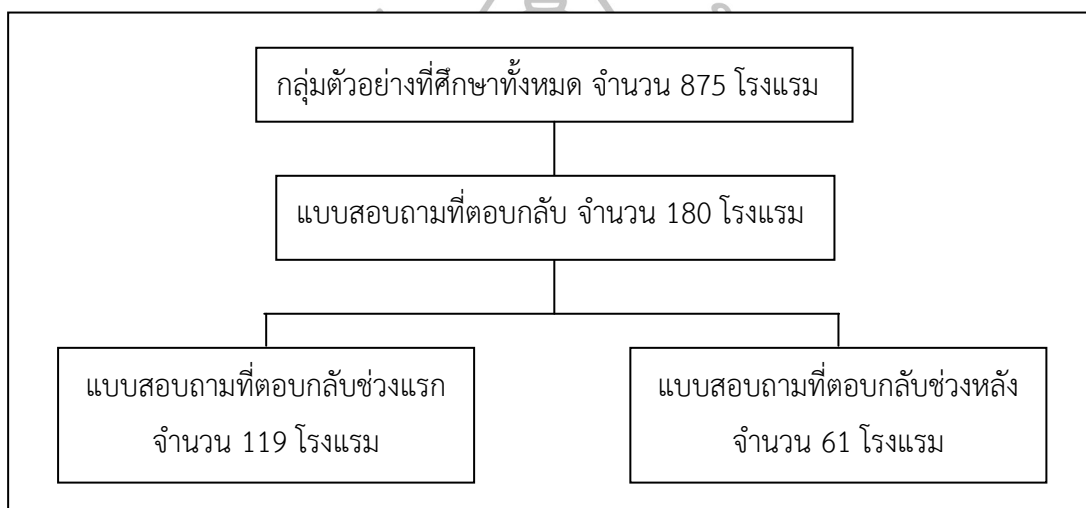 กลุ่มตัวอย่างที่ศึกษาทั้งหมด จำนวน 875 โรงแรม
แบบสอบถามที่ตอบกลับ จำนวน 180 โรงแรม
แบบสอบถามที่ตอบกลับช่วงแรก
จำนวน 119 โรงแรม
แบบสอบถามที่ตอบกลับช่วงหลัง
จำนวน 61 โรงแรม